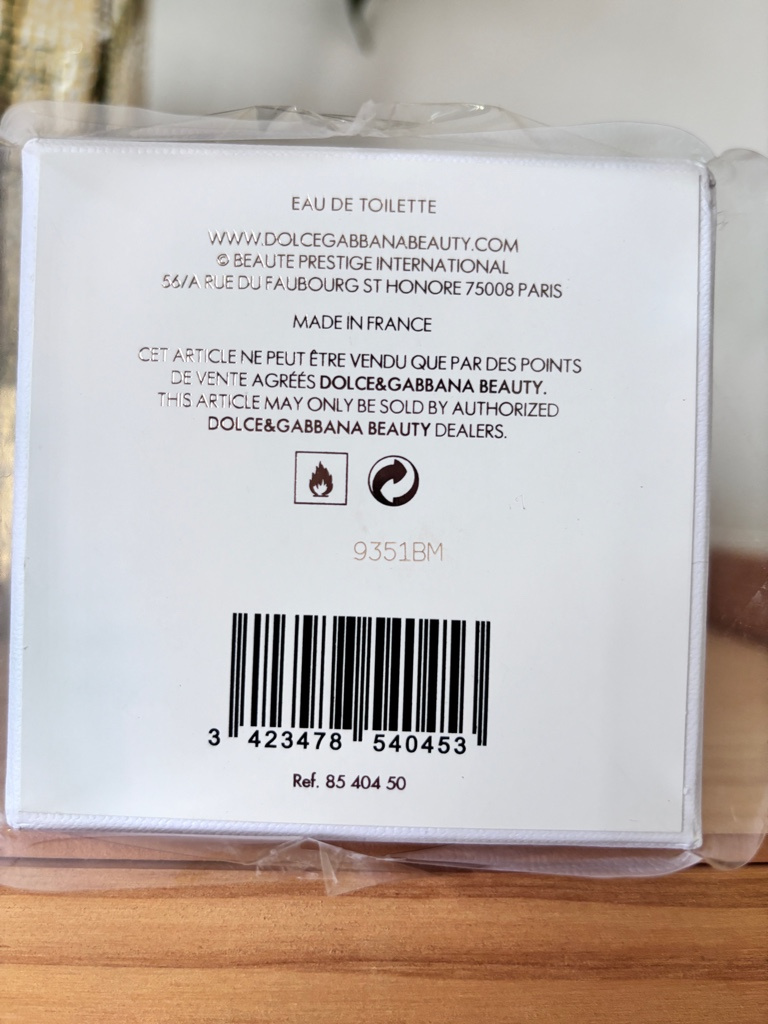 EAU DE TOILETTE
WWW.DOLCEGABBANABEAUTY.COM
© BEAUTE PRESTIGE INTERNATIONAL
56/A RUE DU FAUBOURG ST HONORE 75008 PARIS
MADE IN FRANCE
CET ARTICLE NE PEUT ÊTRE VENDU QUE PAR DES POINTS
DE VENTE AGRÉÉS DOLCE&GABBANA BEAUTY.
THIS ARTICLE MAY ONLY BE SOLD BY AUTHORIZED
DOLCE&GABBANA BEAUTY DEALERS.
9351BM
3 423478 540453
Ref. 85 404 50